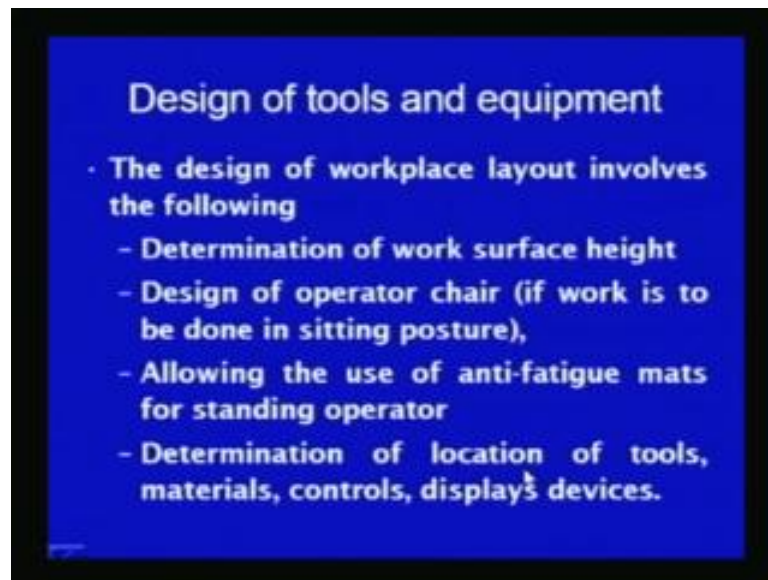 Design of tools and equipment
· The design of workplace layout involves
the following
– Determination of work surface height
– Design of operator chair (if work is to
be done in sitting posture),
– Allowing the use of anti-fatigue mats
for standing operator
– Determination of location of tools,
materials, controls, displays devices.